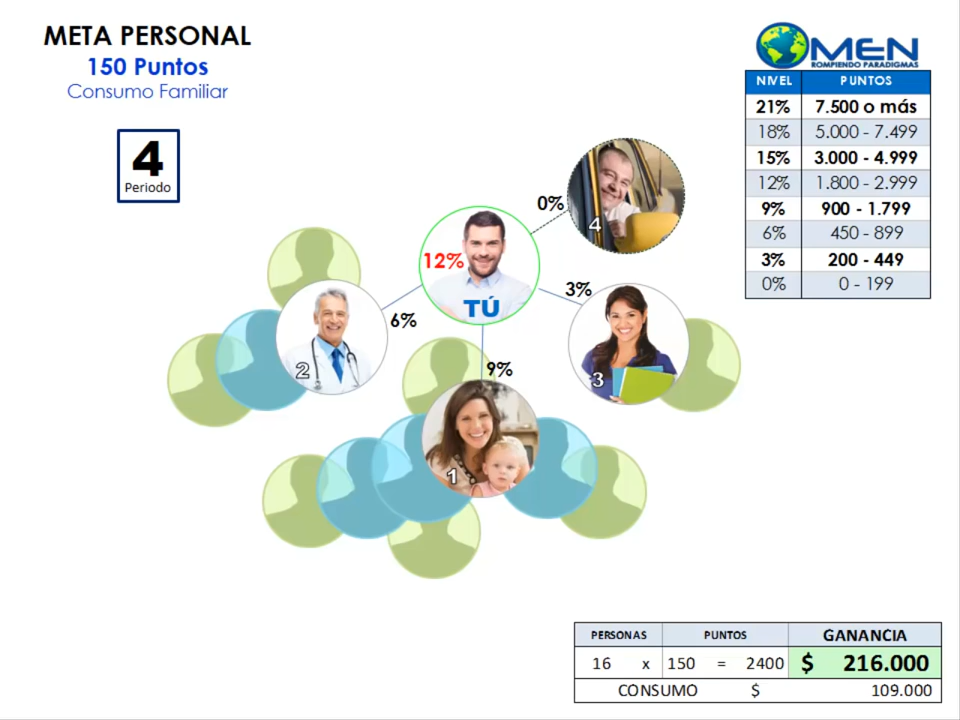 META PERSONAL
150 Puntos
Consumo Familiar
4
Periodo
OMEN
ROMPIENDO PARADIGMAS
NIVEL PUNTOS
21% 7.500 o más
18% 5.000 - 7.499
15% 3.000 - 4.999
12% 1.800 - 2.999
9% 900 - 1.799
6% 450 - 899
3% 200 - 449
0% 0 - 199
0%
4
12%
TÚ
3%
6%
2
3
9%
1
PERSONAS PUNTOS GANANCIA
16 x 150 = 2400 $ 216.000
CONSUMO $ 109.000